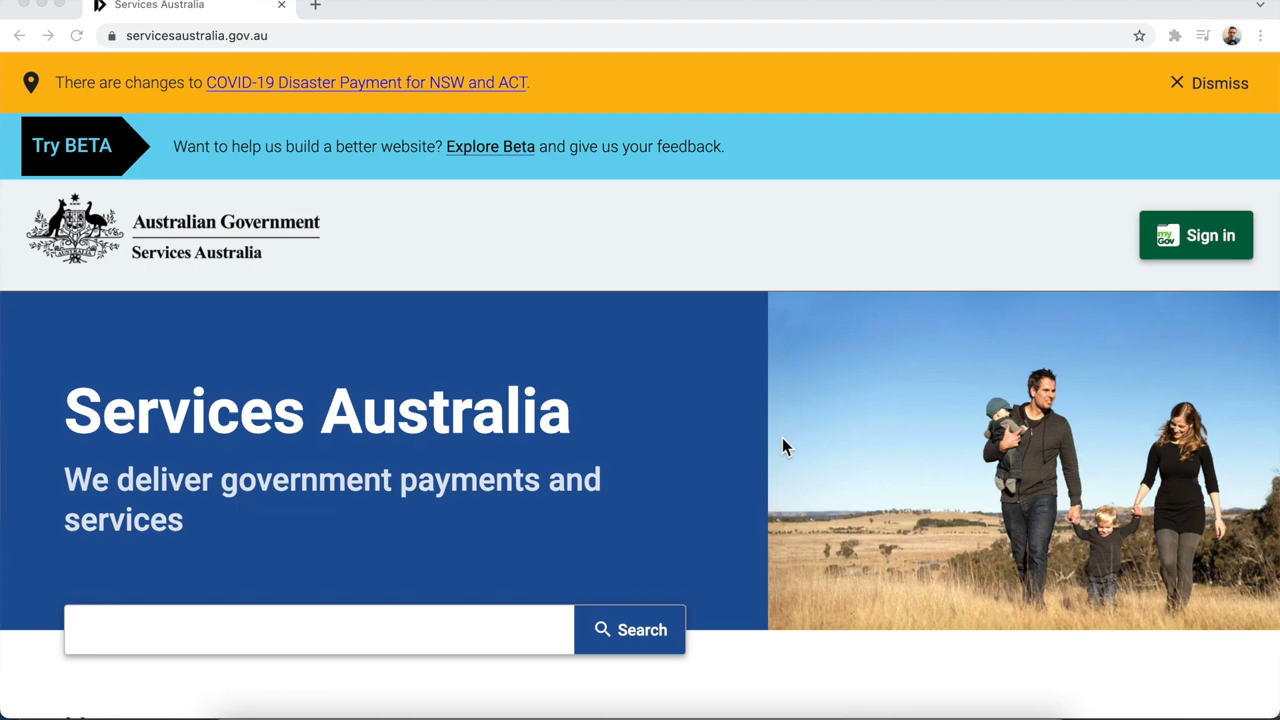 Services Australia
servicesaustralia.gov.au
There are changes to COVID-19 Disaster Payment for NSW and ACT.
Dismiss
Try BETA
Want to help us build a better website? Explore Beta and give us your feedback.
Australian Government
Services Australia
my Gov
Sign in
Services Australia
We deliver government payments and
services
Search